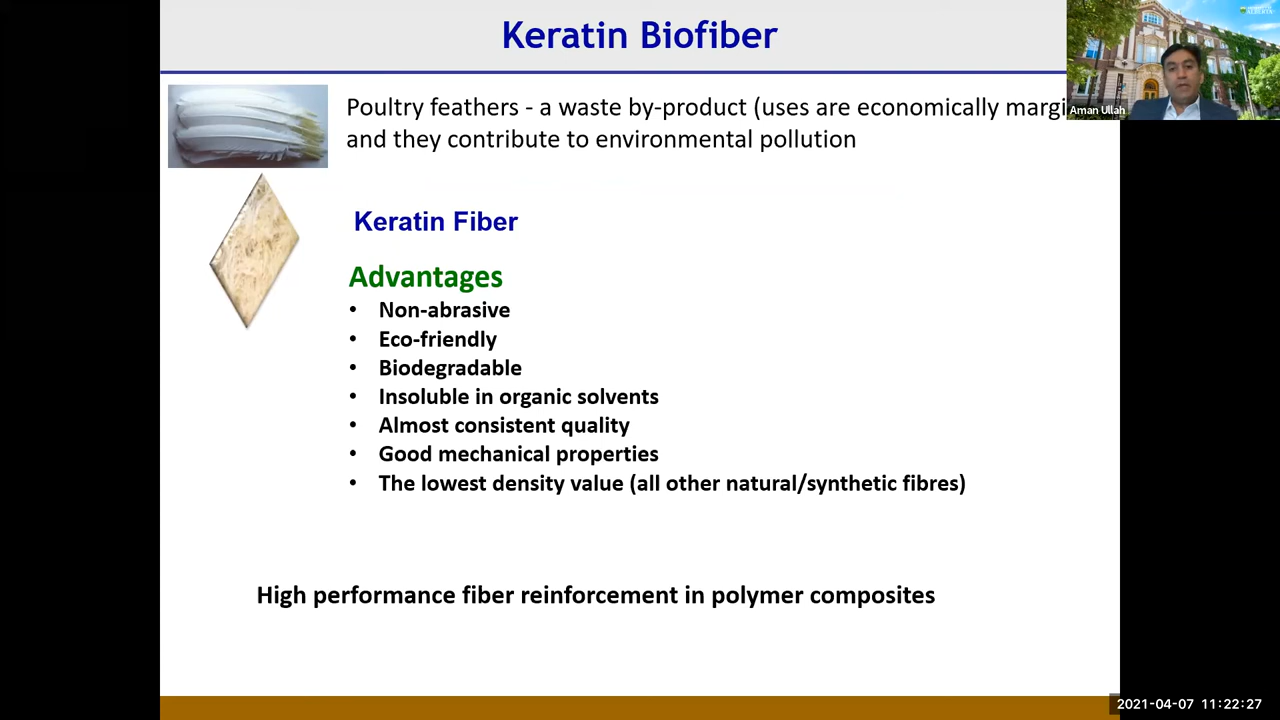 Keratin Biofiber
ALBERTA
Aman Ullah
Poultry feathers - a waste by-product (uses are economically
and they contribute to environmental pollution
Keratin Fiber
Advantages
• Non-abrasive
• Eco-friendly
• Biodegradable
• Insoluble in organic solvents
• Almost consistent quality
• Good mechanical properties
• The lowest density value (all other natural/synthetic fibres)
High performance fiber reinforcement in polymer composites
2021-04-07 11:22:27